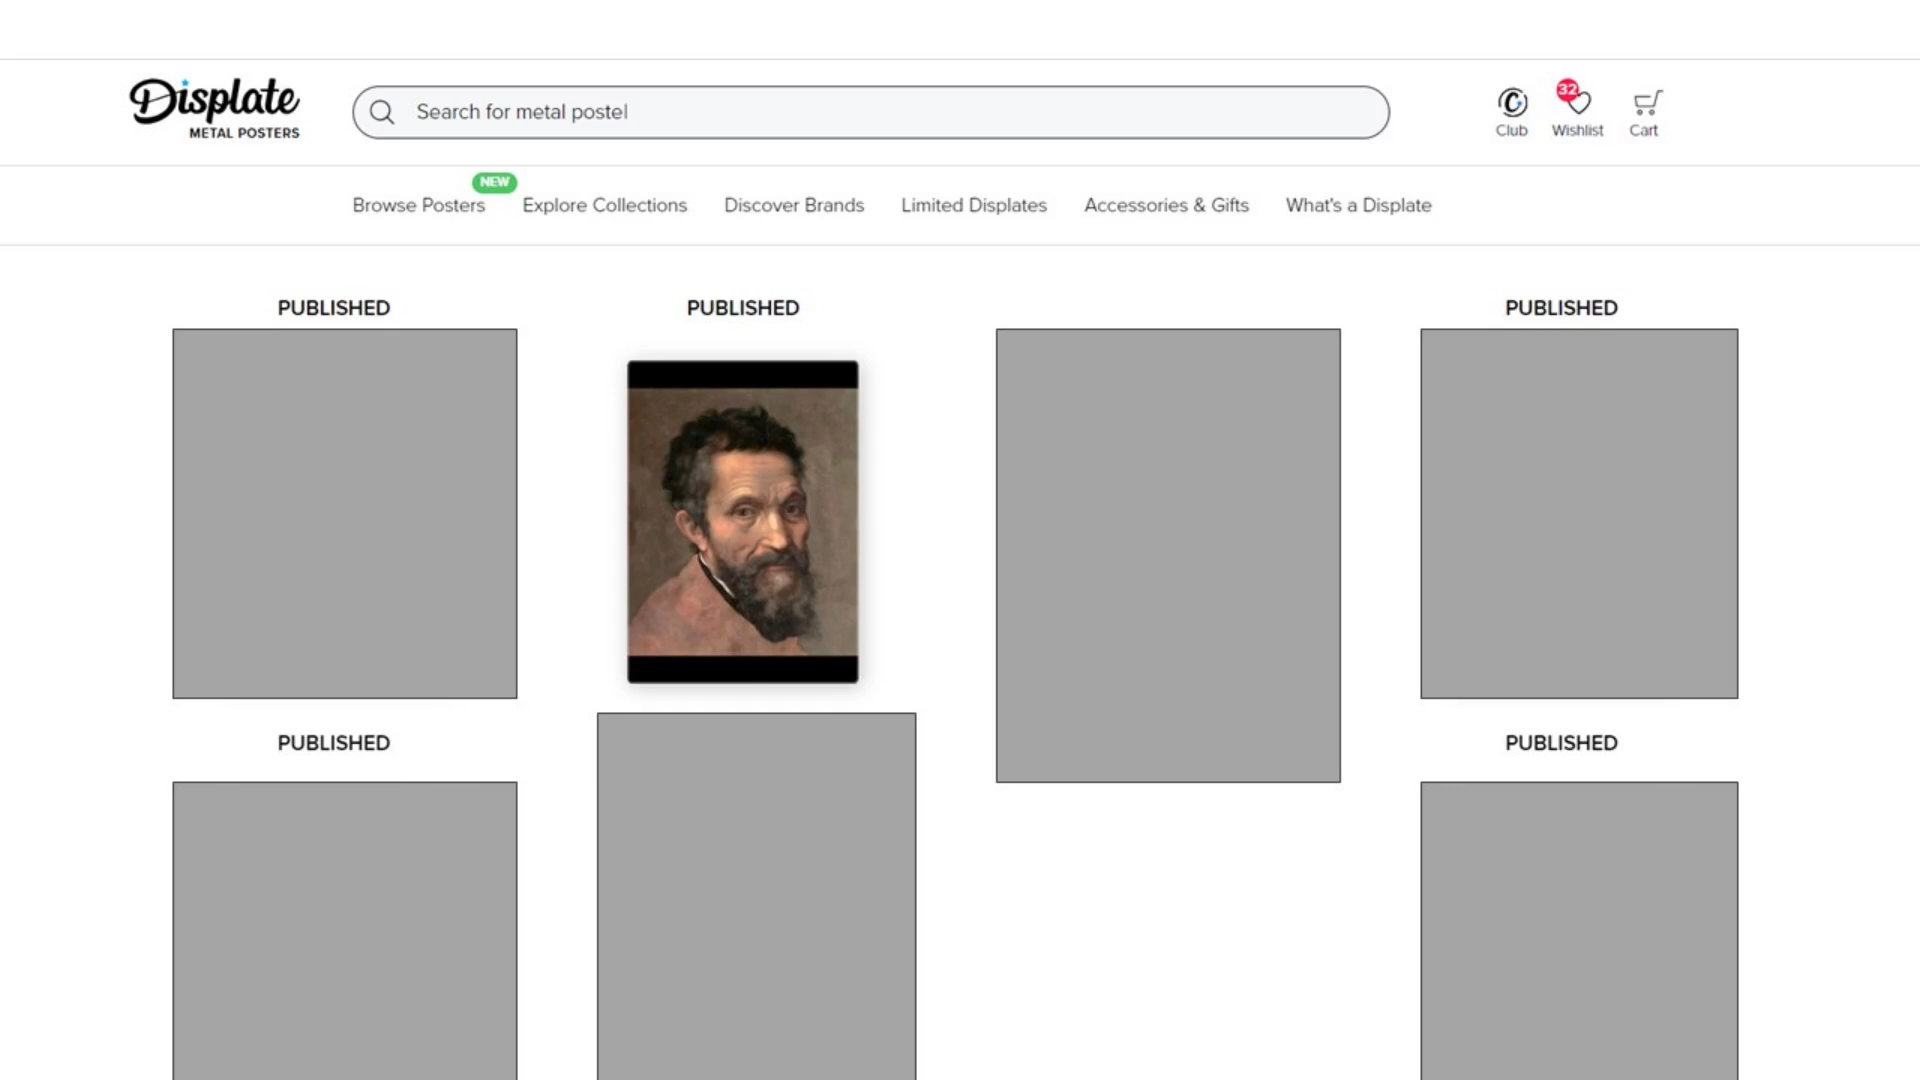 Displate
METAL POSTERS
Search for metal poste
Club
32
Wishlist
Cart
NEW
Browse Posters
Explore Collections
Discover Brands
Limited Displates
Accessories & Gifts
What's a Displate
PUBLISHED
PUBLISHED
PUBLISHED
PUBLISHED
PUBLISHED